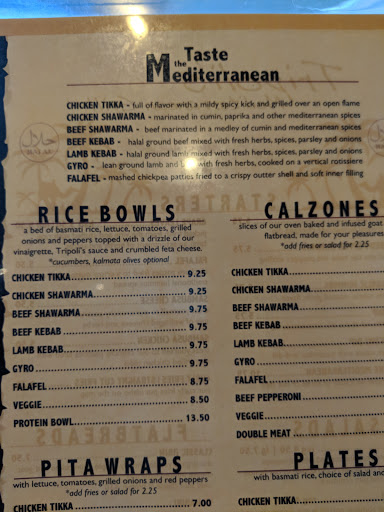 Taste
the
Mediterranean
CHICKEN TIKKA - full of flavor with a mildy spicy kick and grilled over an open flame
CHICKEN SHAWARMA - marinated in cumin, paprika and other mediterranean spices
BEEF SHAWARMA - beef marinated in a medley of cumin and mediterranean spices
BEEF KEBAB - halal ground beef mixed with fresh herbs, spices, parsley and onions
LAMB KEBAB - halal ground lamb mixed with fresh herbs, spices, parsley and onions
GYRO - lean ground lamb and with fresh herbs, cooked on a vertical rotissere
FALAFEL - mashed chickpea patties fried to a crispy outter shell and soft inner filling
RICE BOWLS
a bed of basmati rice, lettuce, tomatoes, grilled
onions and peppers topped with a drizzle of our
vinaigrette, Tripoli's sauce and crumbled feta cheese.
*cucumbers, kalmata olives optional
CHICKEN TIKKA 9.25
CHICKEN SHAWARMA 9.25
BEEF SHAWARMA 9.75
BEEF KEBAB 9.75
LAMB KEBAB 9.75
GYRO 9.75
FALAFEL 8.75
VEGGIE 8.50
PROTEIN BOWL 13.50
PITA WRAPS
with lettuce, tomatoes, grilled onions and red peppers
*add fries or salad for 2.25
CHICKEN TIKKA 7.00
CALZONES
slices of our oven baked and infused goat
flatbread, made for your pleasures
*add fries or salad for 2.25
CHICKEN TIKKA
CHICKEN SHAWARMA
BEEF SHAWARMA
BEEF KEBAB
LAMB KEBAB
GYRO
FALAFEL
BEEF PEPPERONI
VEGGIE
DOUBLE MEAT
PLATES
with basmati rice, choice of salad and
CHICKEN TIKKA